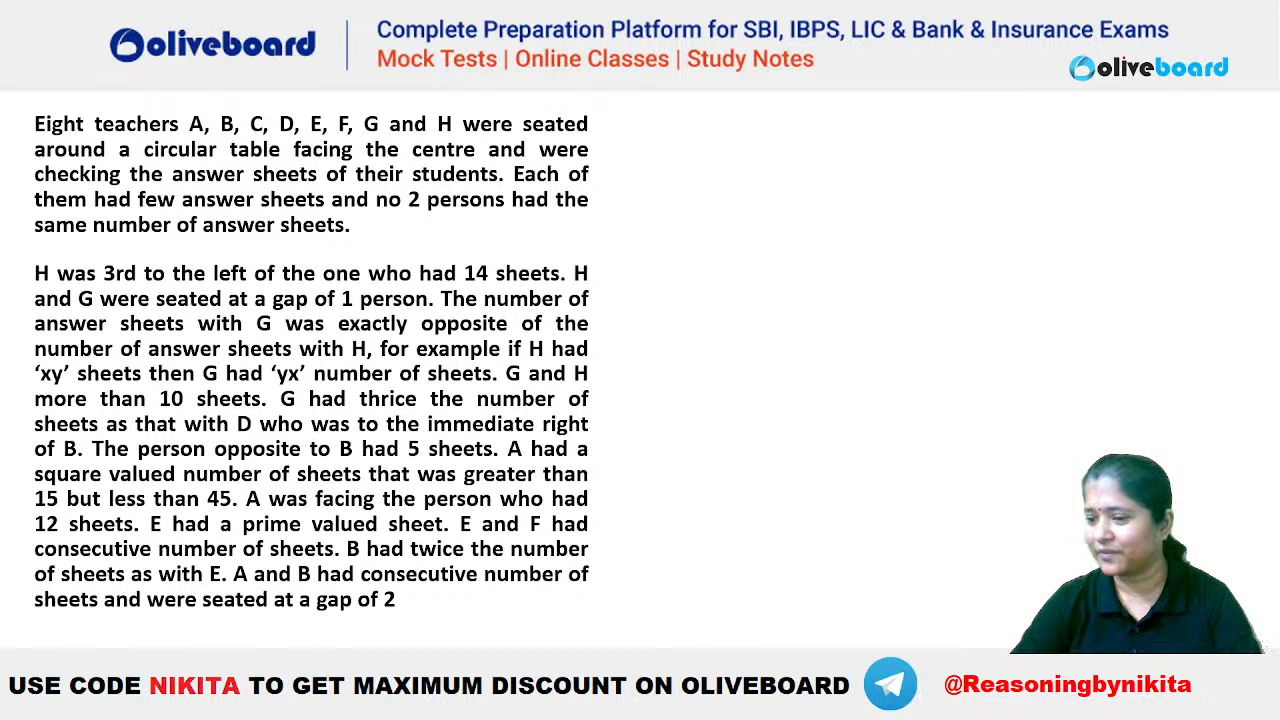 oliveboard
Complete Preparation Platform for SBI, IBPS, LIC & Bank & Insurance Exams
Mock Tests | Online Classes | Study Notes
oliveboard
Eight teachers A, B, C, D, E, F, G and H were seated
around a circular table facing the centre and were
checking the answer sheets of their students. Each of
them had few answer sheets and no 2 persons had the
same number of answer sheets.
H was 3rd to the left of the one who had 14 sheets. H
and G were seated at a gap of 1 person. The number of
answer sheets with G was exactly opposite of the
number of answer sheets with H, for example if H had
‘xy’ sheets then G had ‘yx’ number of sheets. G and H
more than 10 sheets. G had thrice the number of
sheets as that with D who was to the immediate right
of B. The person opposite to B had 5 sheets. A had a
square valued number of sheets that was greater than
15 but less than 45. A was facing the person who had
12 sheets. E had a prime valued sheet. E and F had
consecutive number of sheets. B had twice the number
of sheets as with E. A and B had consecutive number of
sheets and were seated at a gap of 2
USE CODE NIKITA TO GET MAXIMUM DISCOUNT ON OLIVEBOARD
@Reasoningbynikita